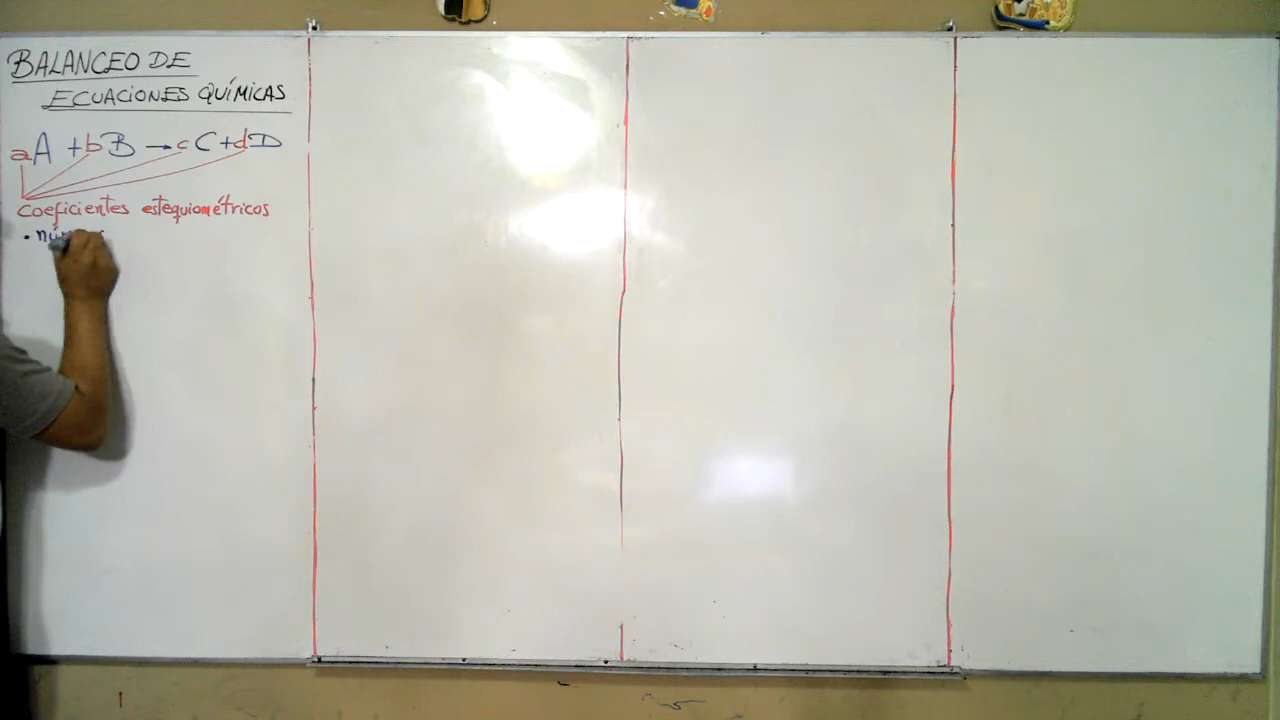 BALANCEO DE
ECUACIONES QUÍMICAS
aA + bB → cC + dD
coeficientes estequiométricos